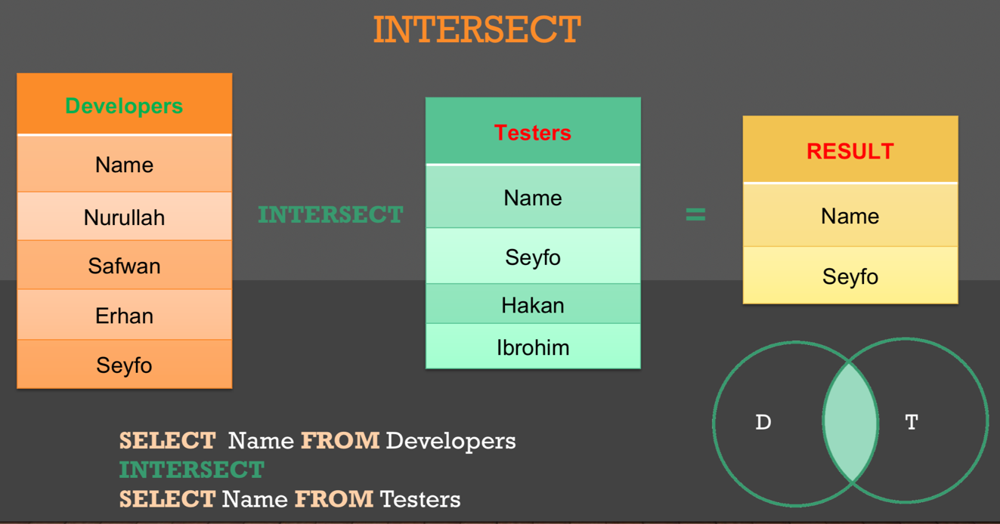 INTERSECT
Developers
Name
Nurullah
Safwan
Erhan
Seyfo
INTERSECT
Testers
Name
Seyfo
Hakan
Ibrohim
=
RESULT
Name
Seyfo
D
T
SELECT Name FROM Developers
INTERSECT
SELECT Name FROM Testers